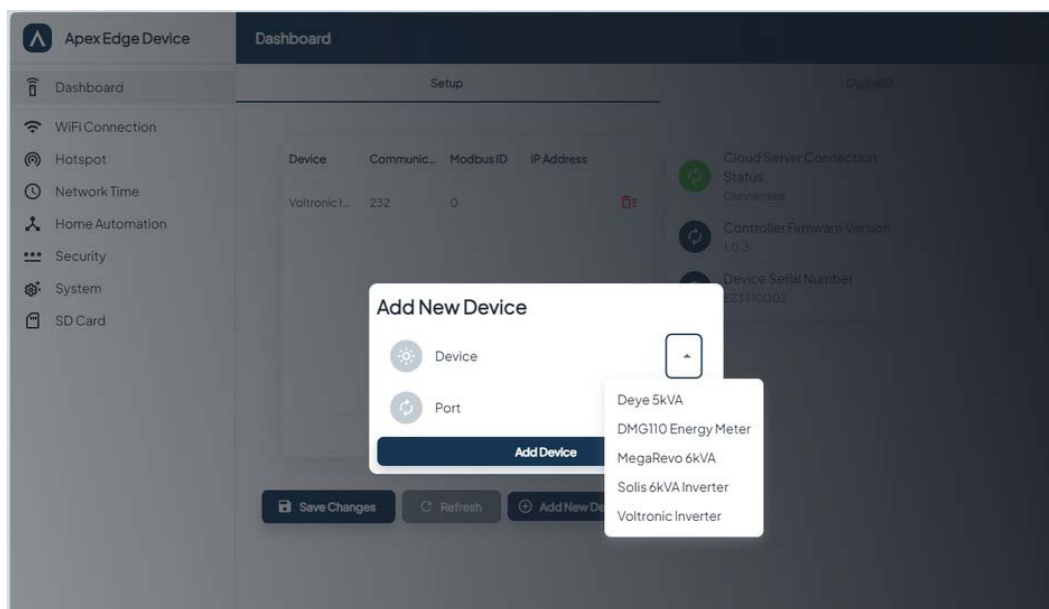 Apex Edge Device
Dashboard
Dashboard
WiFi Connection
Hotspot
Network Time
Home Automation
Security
System
SD Card
Setup
DigitalIO
Device Communic... Modbus ID IP Address
Voltronic I... 232 0
Cloud Server Connection
Status
Connected
Controller Firmware Version
1.0.3
Device Serial Number
E23310002
Add New Device
Device
Port
Add Device
Deye 5kVA
DMG110 Energy Meter
MegaRevo 6kVA
Solis 6kVA Inverter
Voltronic Inverter
Save Changes
Refresh
Add New De